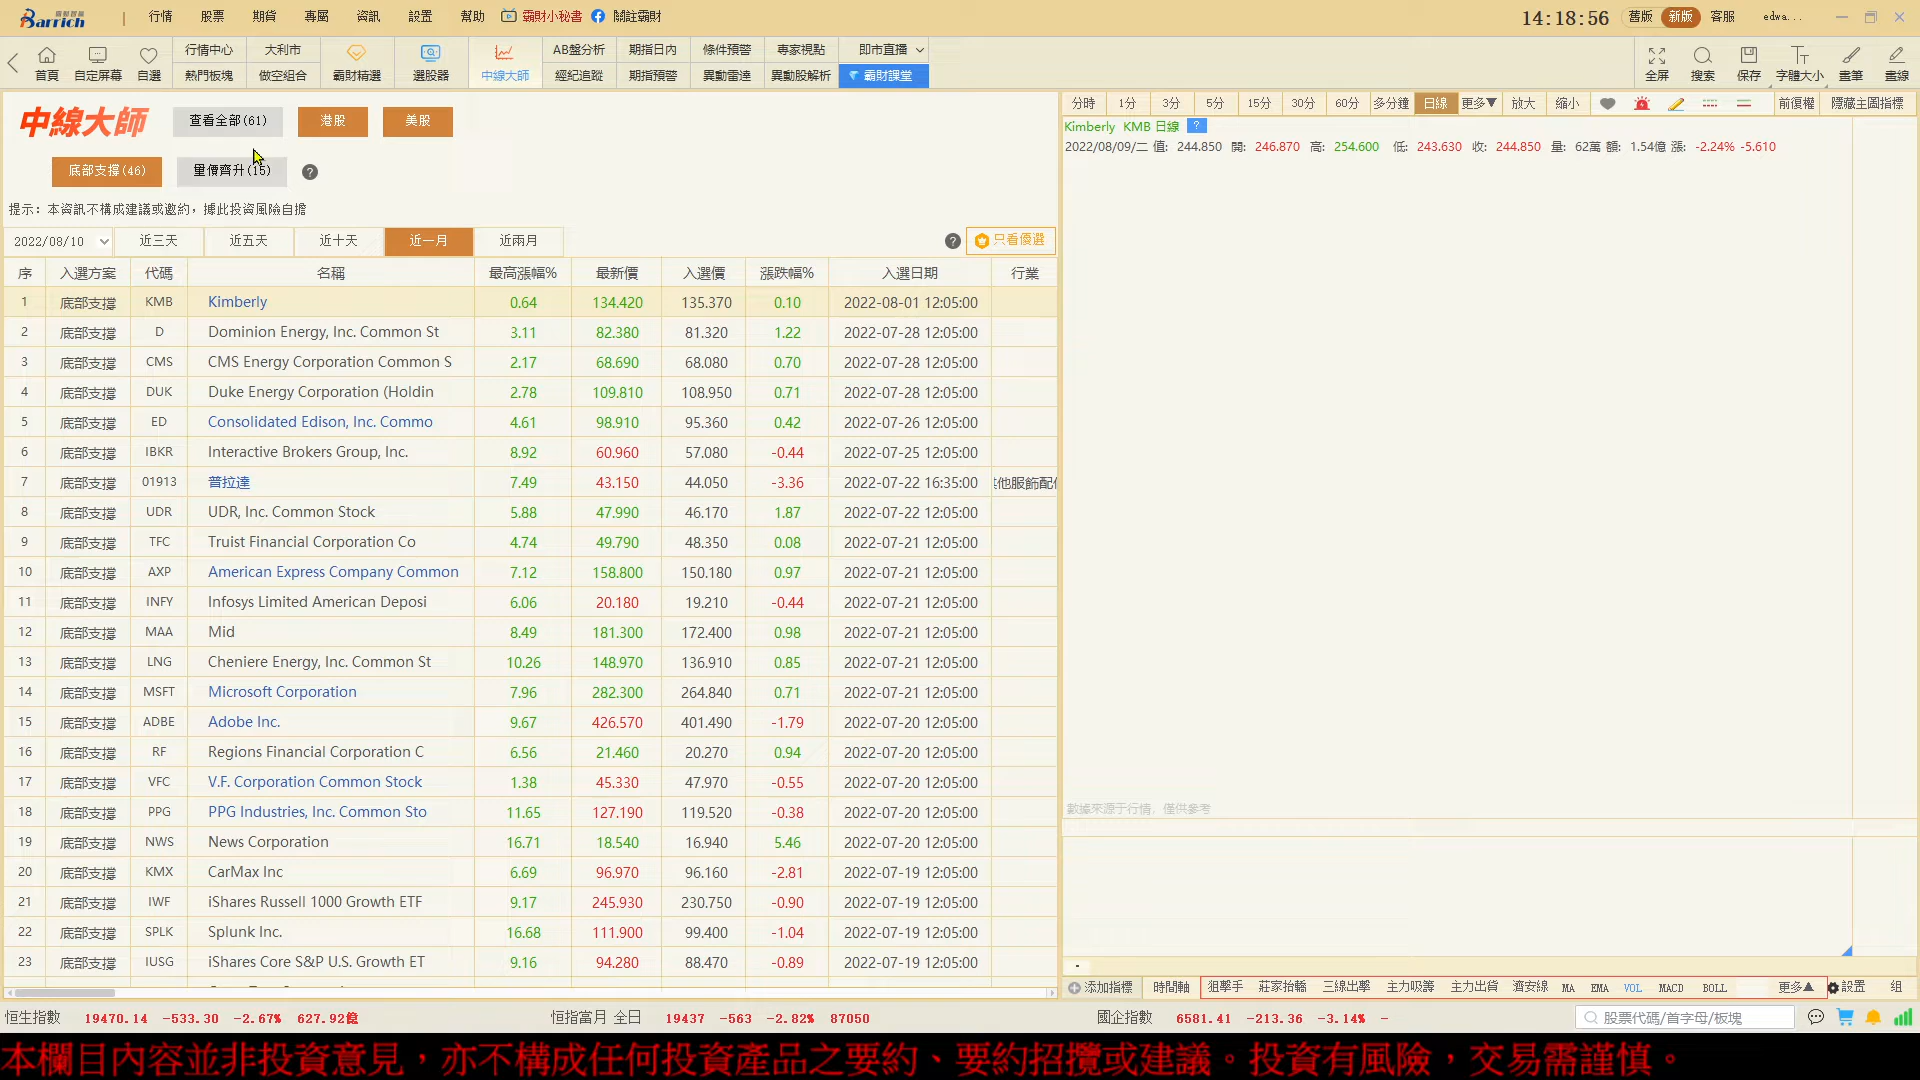 Barrich 行情 股票 期貨 專屬 資訊 設置 幫助 霸財小秘書 關註霸財 14:18:56 舊版 新版 客服 edwa...
首頁 自定屏幕 自選 行情中心 大利市 霸財精選 選股器 中線大師 AB盤分析 期指日内 條件預警 專家視點 即市直播 全屏 搜索 保存 字體大小 畫筆 畫線
熱門板塊 做空組合 經紀追蹤 期指預警 異動雷達 異動股解析 霸財課堂
中線大師 查看全部(61) 港股 美股
底部支撐(46) 量價齊升(15) ?
提示: 本資訊不構成建議或邀約，據此投資風險自擔
2022/08/10 近三天 近五天 近十天 近一月 近兩月 ? 只看優選
序 入選方案 代碼 名稱 最高漲幅% 最新價 入選價 漲跌幅% 入選日期 行業
1 底部支撐 KMB Kimberly 0.64 134.420 135.370 0.10 2022-08-01 12:05:00
2 底部支撐 D Dominion Energy, Inc. Common St 3.11 82.380 81.320 1.22 2022-07-28 12:05:00
3 底部支撐 CMS CMS Energy Corporation Common S 2.17 68.690 68.080 0.70 2022-07-28 12:05:00
4 底部支撐 DUK Duke Energy Corporation (Holdin 2.78 109.810 108.950 0.71 2022-07-28 12:05:00
5 底部支撐 ED Consolidated Edison, Inc. Commo 4.61 98.910 95.360 0.42 2022-07-26 12:05:00
6 底部支撐 IBKR Interactive Brokers Group, Inc. 8.92 60.960 57.080 -0.44 2022-07-25 12:05:00
7 底部支撐 01913 普拉達 7.49 43.150 44.050 -3.36 2022-07-22 16:35:00 他服飾配
8 底部支撐 UDR UDR, Inc. Common Stock 5.88 47.990 46.170 1.87 2022-07-22 12:05:00
9 底部支撐 TFC Truist Financial Corporation Co 4.74 49.790 48.350 0.08 2022-07-21 12:05:00
10 底部支撐 AXP American Express Company Common 7.12 158.800 150.180 0.97 2022-07-21 12:05:00
11 底部支撐 INFY Infosys Limited American Deposi 6.06 20.180 19.210 -0.44 2022-07-21 12:05:00
12 底部支撐 MAA Mid 8.49 181.300 172.400 0.98 2022-07-21 12:05:00
13 底部支撐 LNG Cheniere Energy, Inc. Common St 10.26 148.970 136.910 0.85 2022-07-21 12:05:00
14 底部支撐 MSFT Microsoft Corporation 7.96 282.300 264.840 0.71 2022-07-21 12:05:00
15 底部支撐 ADBE Adobe Inc. 9.67 426.570 401.490 -1.79 2022-07-20 12:05:00
16 底部支撐 RF Regions Financial Corporation C 6.56 21.460 20.270 0.94 2022-07-20 12:05:00
17 底部支撐 VFC V.F. Corporation Common Stock 1.38 45.330 47.970 -0.55 2022-07-20 12:05:00
18 底部支撐 PPG PPG Industries, Inc. Common Sto 11.65 127.190 119.520 -0.38 2022-07-20 12:05:00
19 底部支撐 NWS News Corporation 16.71 18.540 16.940 5.46 2022-07-20 12:05:00
20 底部支撐 KMX CarMax Inc 6.69 96.970 96.160 -2.81 2022-07-19 12:05:00
21 底部支撐 IWF iShares Russell 1000 Growth ETF 9.17 245.930 230.750 -0.90 2022-07-19 12:05:00
22 底部支撐 SPLK Splunk Inc. 16.68 111.900 99.400 -1.04 2022-07-19 12:05:00
23 底部支撐 IUSG iShares Core S&P U.S. Growth ET 9.16 94.280 88.470 -0.89 2022-07-19 12:05:00
分時 1分 3分 5分 15分 30分 60分 多分鐘 日線 更多▼ 放大 縮小 前復權 隱藏主圖指標
Kimberly KMB 日線 ?
2022/08/09/二 值: 244.850 開: 246.870 高: 254.600 低: 243.630 收: 244.850 量: 62萬 額: 1.54億 漲: -2.24% -5.610
數據來源于行情，僅供參考
添加指標 時間軸 狙擊手 莊家抬轎 三線出擊 主力吸籌 主力出貨 濟安線 MA EMA VOL MACD BOLL 更多▲ 設置 組
恒生指數 19470.14 -533.30 -2.67% 627.92億 恒指當月 全日 19437 -563 -2.82% 87050 國企指數 6581.41 -213.36 -3.14% - 股票代碼/首字母/板塊
本欄目內容並非投資意見，亦不構成任何投資產品之要約、要約招攬或建議。投資有風險，交易需謹慎。